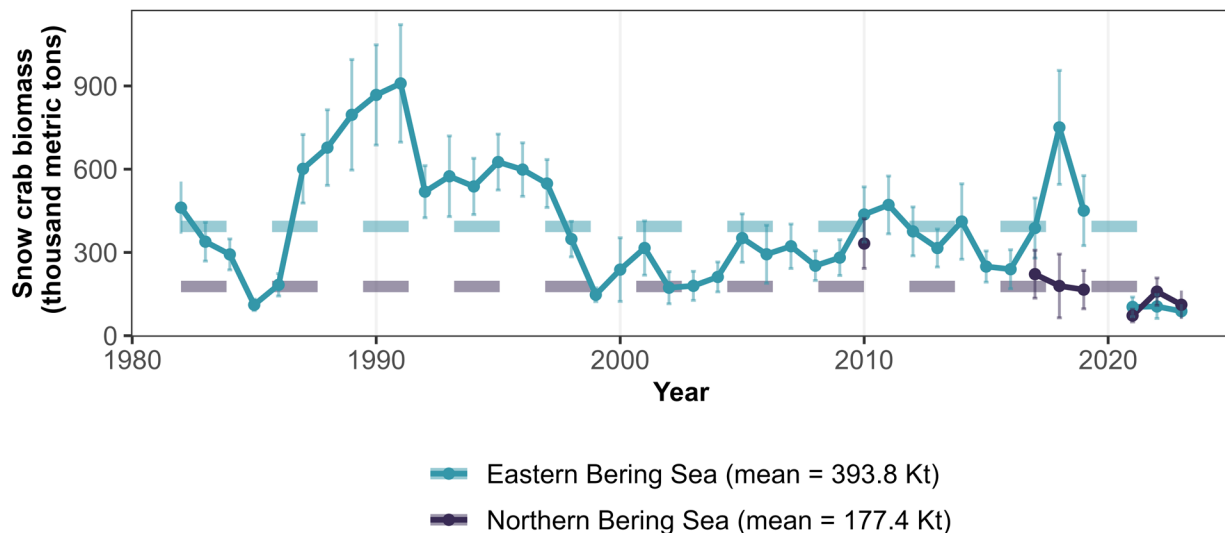 Snow crab biomass
(thousand metric tons)
900
600
300
0
1980
1990
2000
2010
2020
Year
Eastern Bering Sea (mean = 393.8 Kt)
Northern Bering Sea (mean = 177.4 Kt)